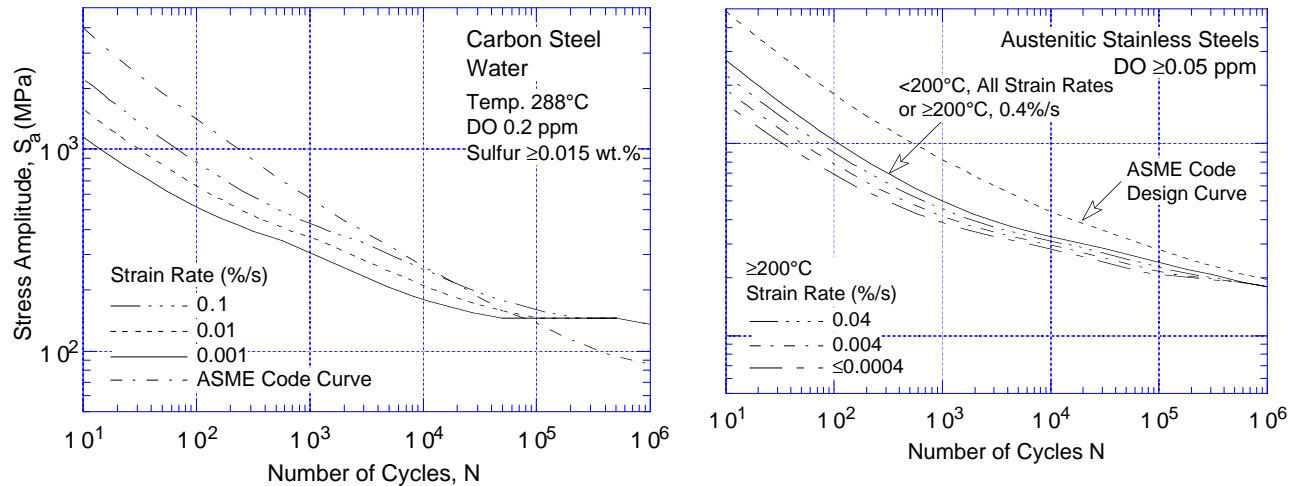 Carbon Steel
Water
Temp. 288°C
DO 0.2 ppm
Sulfur ≥0.015 wt.%
Stress Amplitude, Sa (MPa)
10³
10²
Strain Rate (%/s)
0.1
0.01
0.001
ASME Code Curve
10¹ 10² 10³ 10⁴ 10⁵ 10⁶
Number of Cycles, N
Austenitic Stainless Steels
DO ≥0.05 ppm
<200°C, All Strain Rates
or ≥200°C, 0.4%/s
ASME Code
Design Curve
≥200°C
Strain Rate (%/s)
0.04
0.004
≤0.0004
10¹ 10² 10³ 10⁴ 10⁵ 10⁶
Number of Cycles N